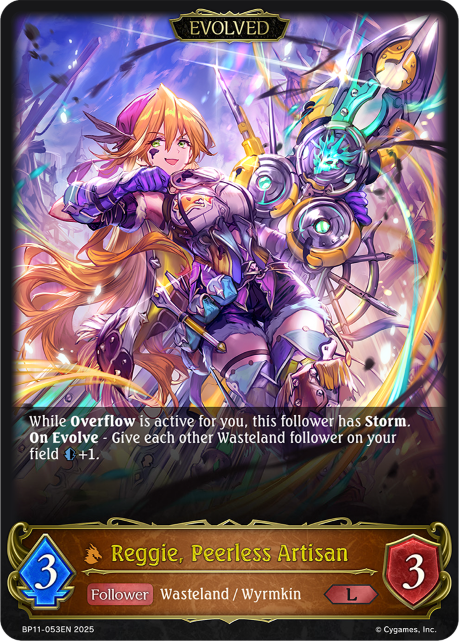 EVOLVED
While Overflow is active for you, this follower has Storm.
On Evolve - Give each other Wasteland follower on your
field +1.
Reggie, Peerless Artisan
3
Follower
Wasteland / Wyrmkin
L
3
BP11-053EN 2025
© Cygames, Inc.